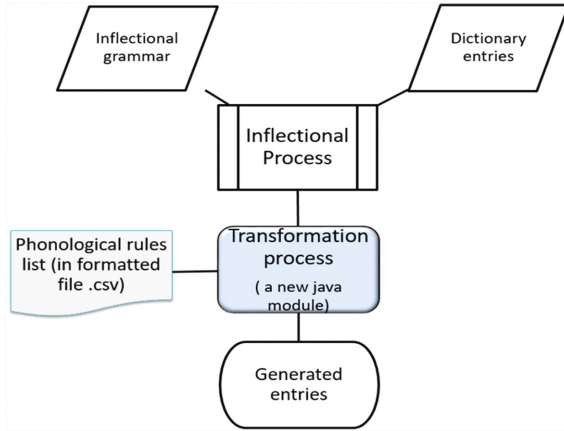 Inflectional
grammar
Dictionary
entries
Inflectional
Process
Phonological rules
list (in formatted
file .csv)
Transformation
process
( a new java
module)
Generated
entries